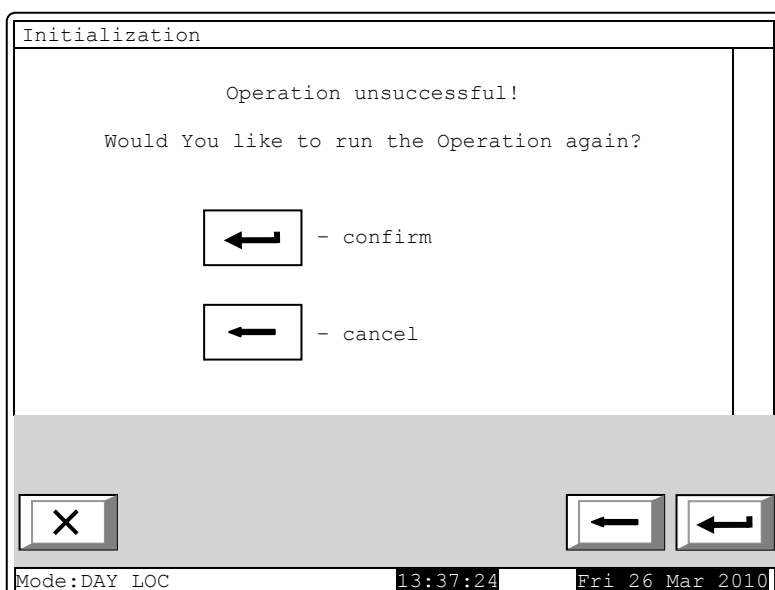 Initialization
Operation unsuccessful!
Would You like to run the Operation again?
- confirm
- cancel
Mode:DAY LOC 13:37:24 Fri 26 Mar 2010